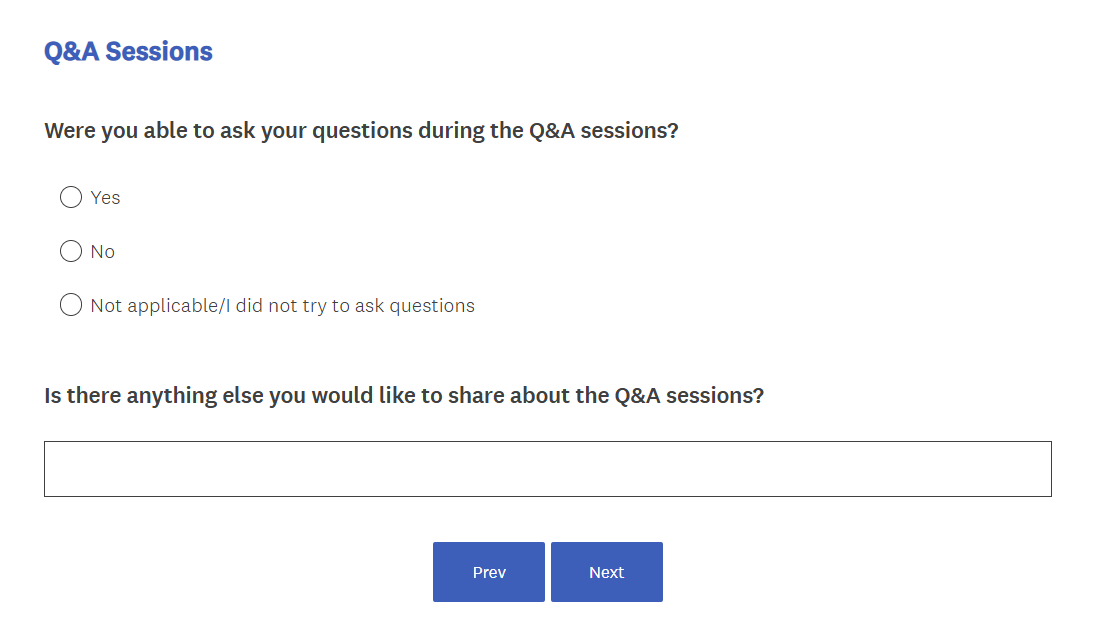 Q&A Sessions
Were you able to ask your questions during the Q&A sessions?
Yes
No
Not applicable/I did not try to ask questions
Is there anything else you would like to share about the Q&A sessions?
Prev
Next